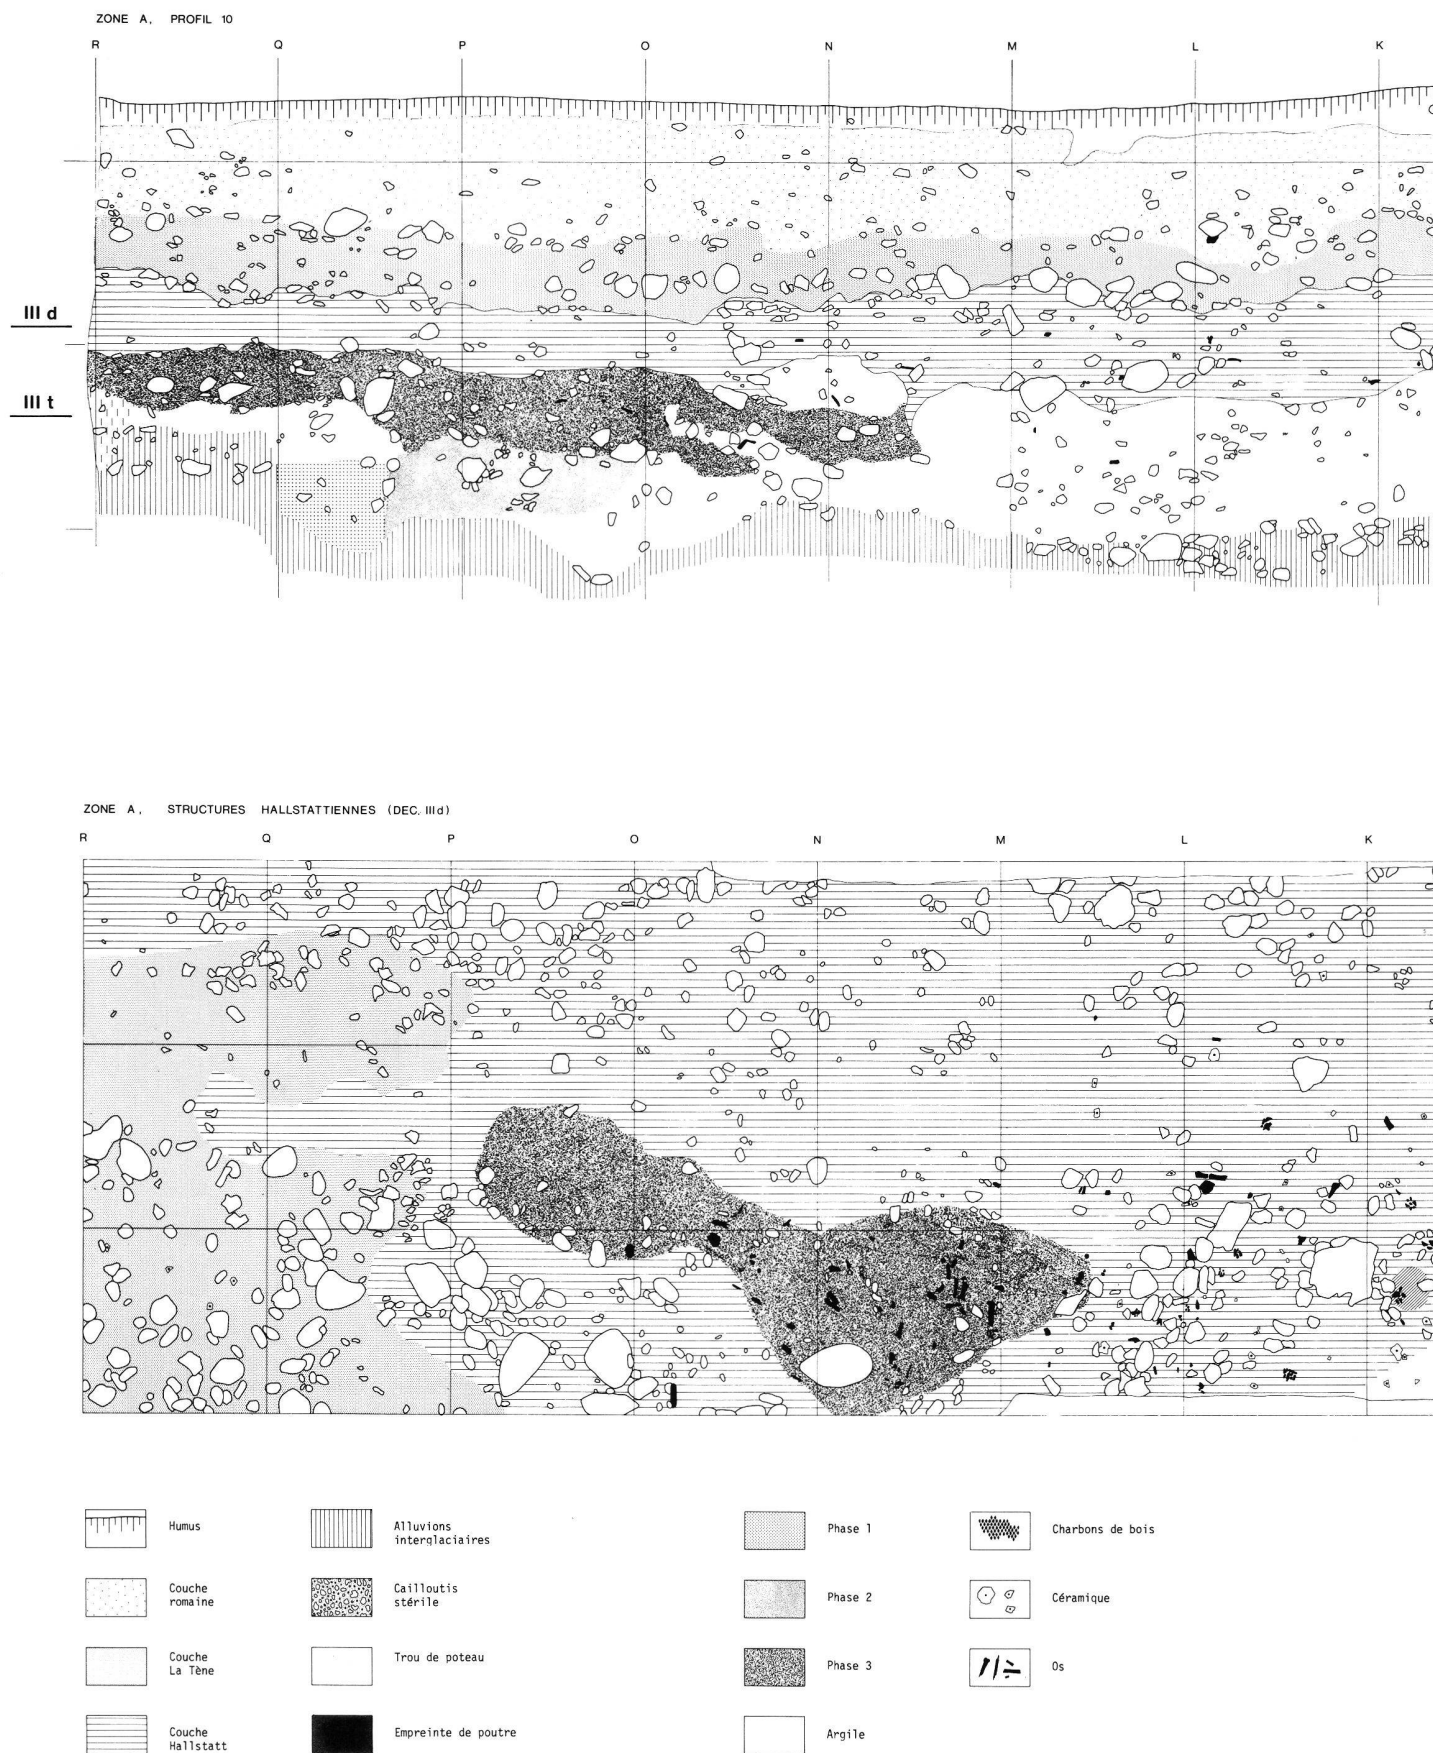 ZONE A, PROFIL 10
R Q P O N M L K
III d
III t
ZONE A, STRUCTURES HALLSTATTIENNES (DEC. III d)
R Q P O N M L K
Humus
Alluvions
interglaciaires
Phase 1
Charbons de bois
Couche
romaine
Cailloutis
stérile
Phase 2
Céramique
Couche
La Tène
Trou de poteau
Phase 3
Os
Couche
Hallstatt
Empreinte de poutre
Argile